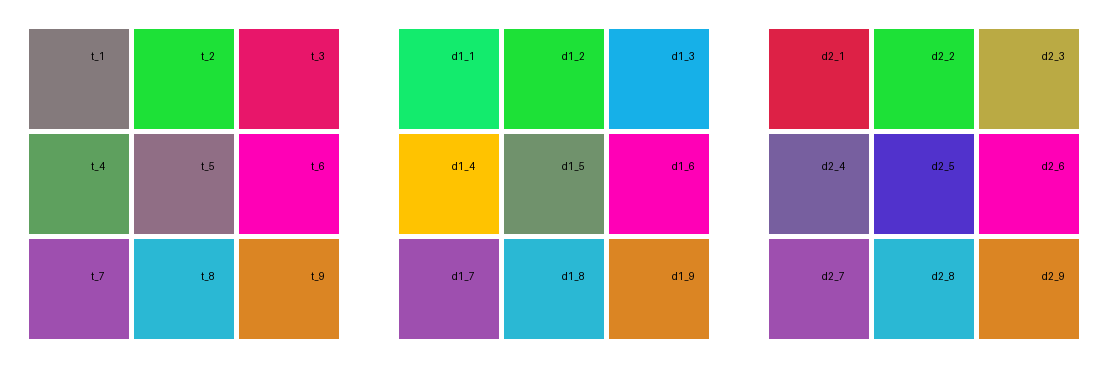 t_1 t_2 t_3 d1_1 d1_2 d1_3 d2_1 d2_2 d2_3
t_4 t_5 t_6 d1_4 d1_5 d1_6 d2_4 d2_5 d2_6
t_7 t_8 t_9 d1_7 d1_8 d1_9 d2_7 d2_8 d2_9